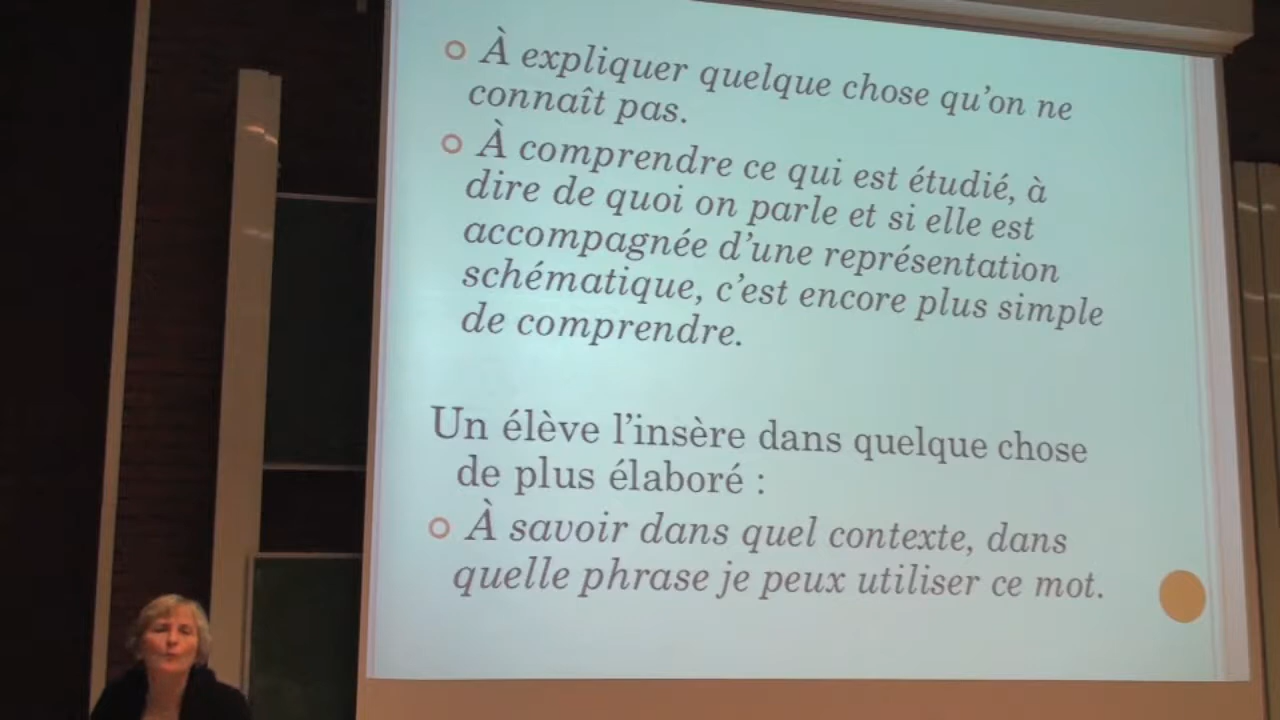 À expliquer quelque chose qu'on ne
connaît pas.
À comprendre ce qui est étudié, à
dire de quoi on parle et si elle est
accompagnée d'une représentation
schématique, c'est encore plus simple
de comprendre.
Un élève l'insère dans quelque chose
de plus élaboré :
À savoir dans quel contexte, dans
quelle phrase je peux utiliser ce mot.